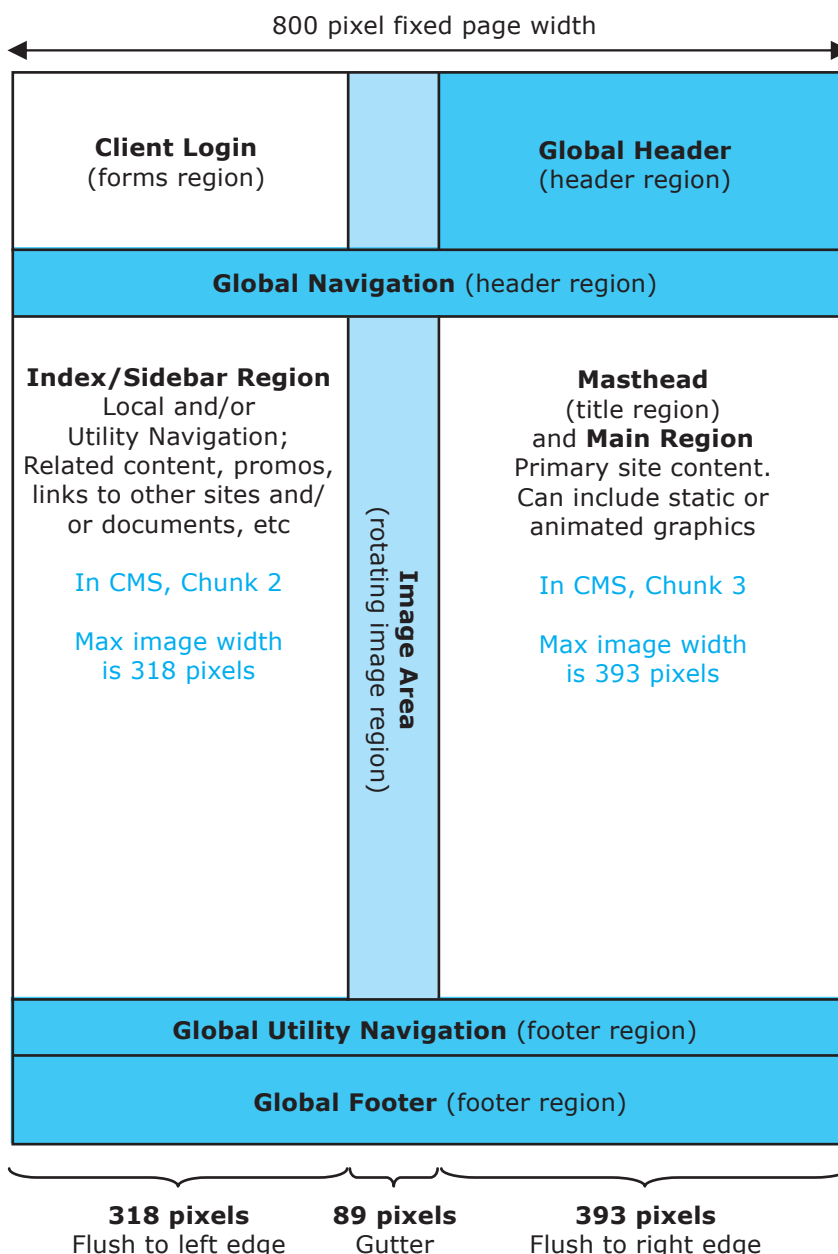 800 pixel fixed page width
Client Login
(forms region)
Global Header
(header region)
Global Navigation (header region)
Index/Sidebar Region
Local and/or
Utility Navigation;
Related content, promos,
links to other sites and/
or documents, etc
In CMS, Chunk 2
Max image width
is 318 pixels
Image Area
(rotating image region)
Masthead
(title region)
and Main Region
Primary site content.
Can include static or
animated graphics
In CMS, Chunk 3
Max image width
is 393 pixels
Global Utility Navigation (footer region)
Global Footer (footer region)
318 pixels
Flush to left edge
89 pixels
Gutter
393 pixels
Flush to right edge